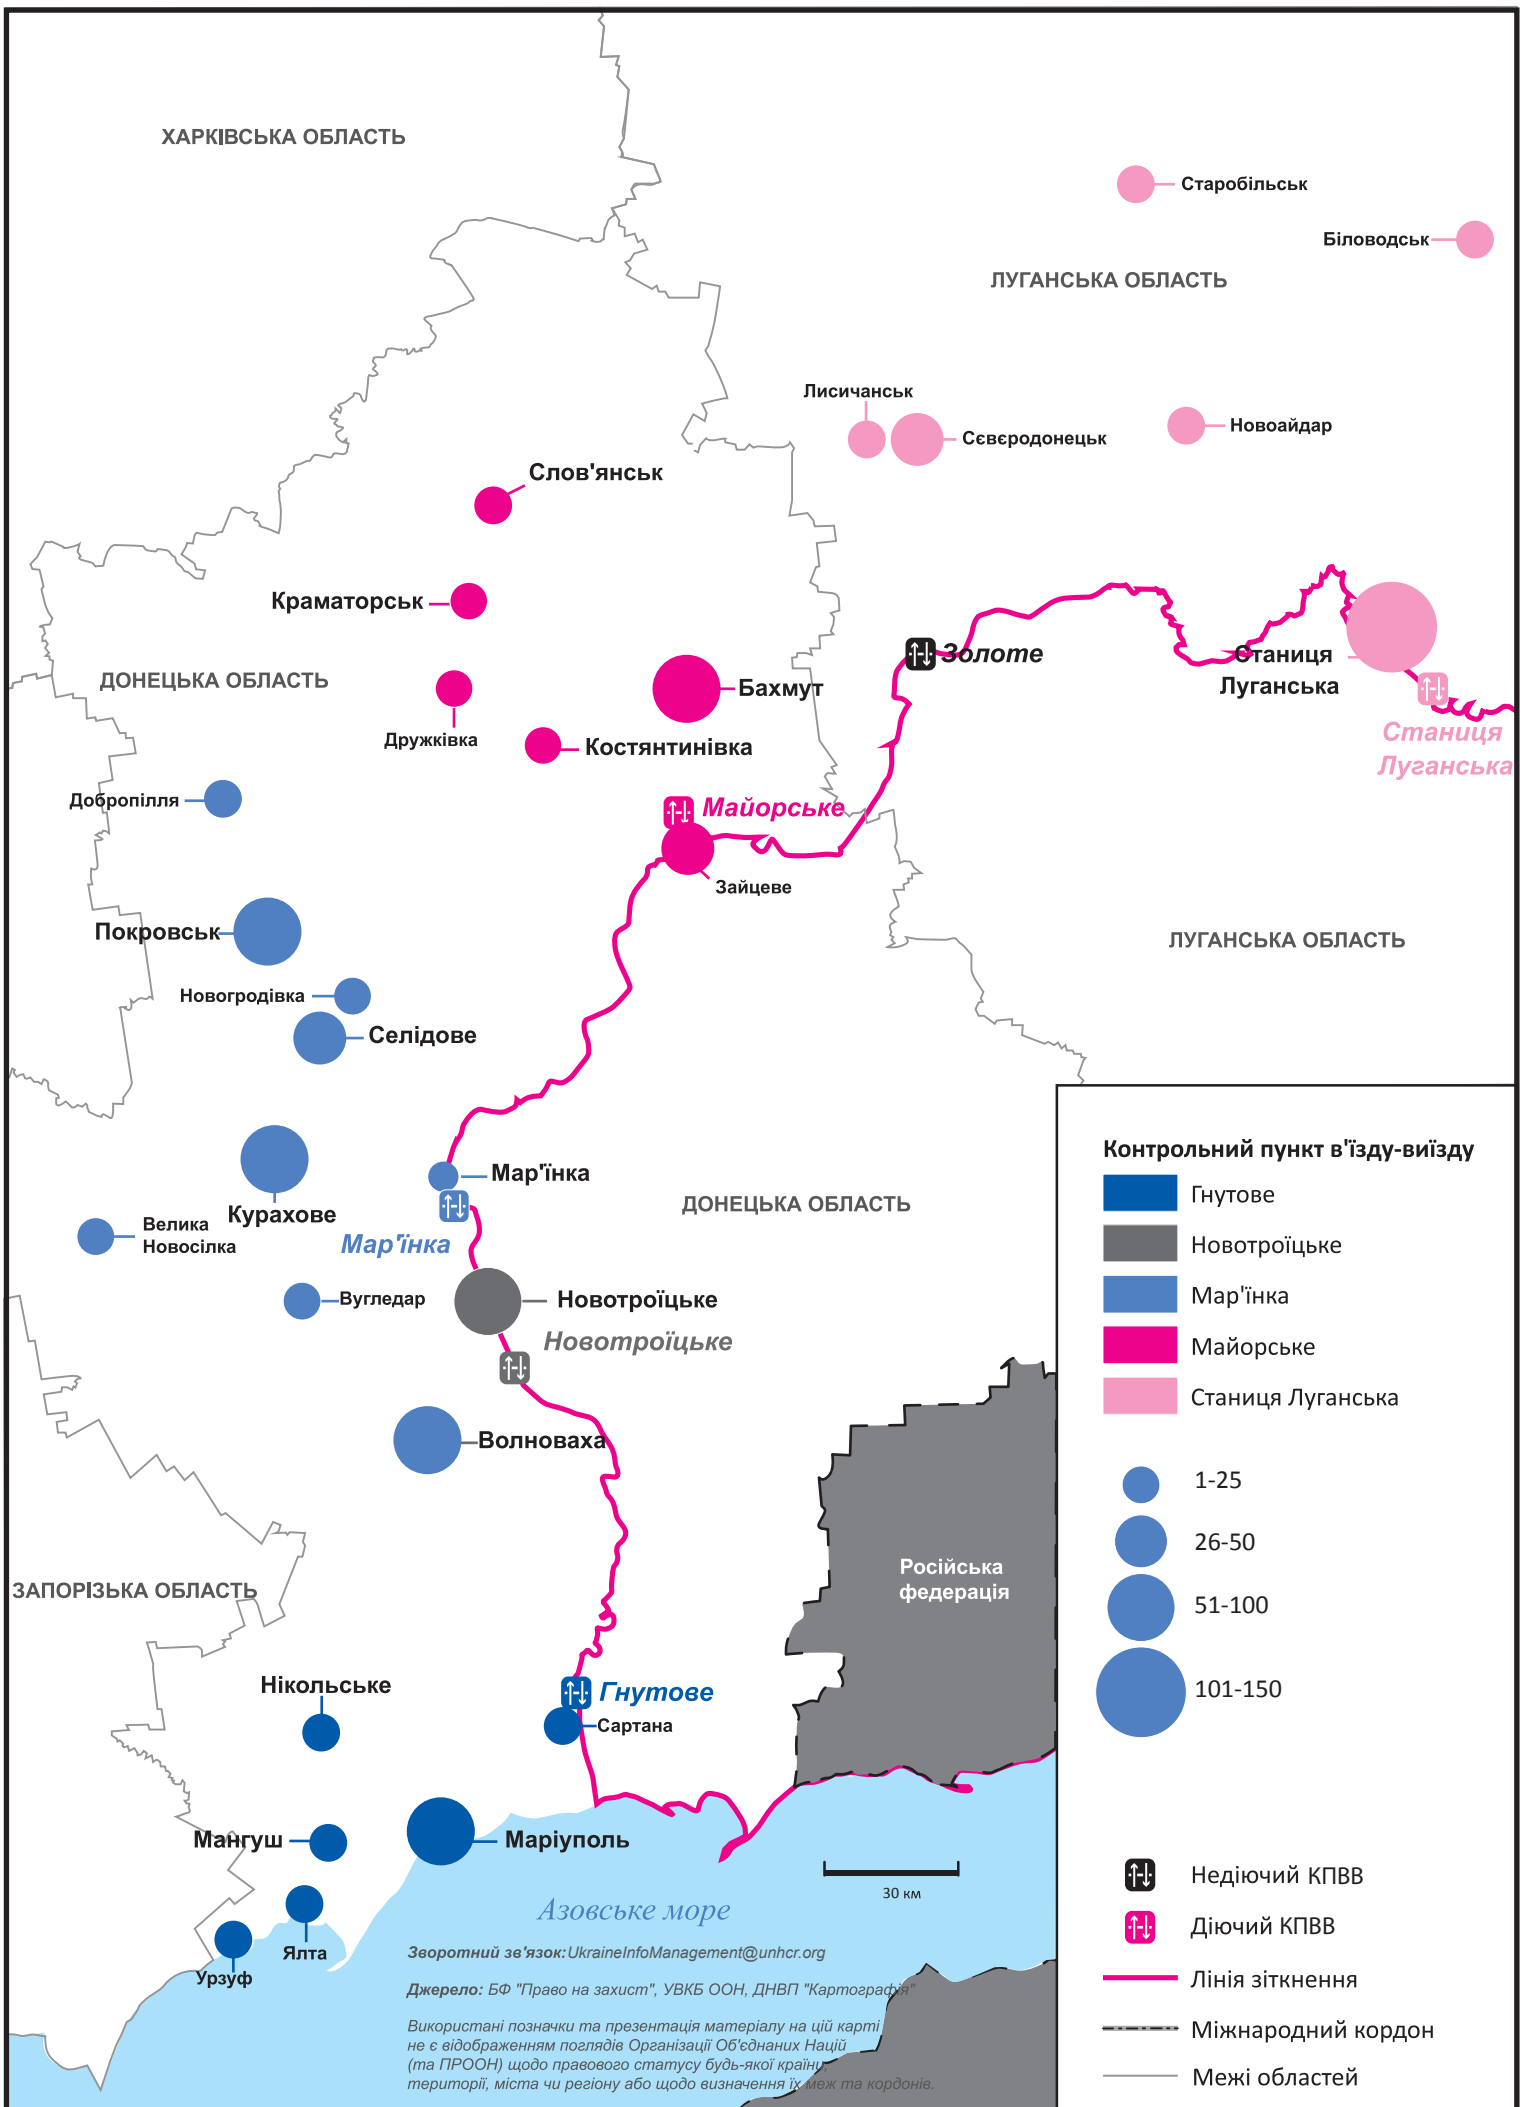 ХАРКІВСЬКА ОБЛАСТЬ
Старобільськ
Біловодськ
ЛУГАНСЬКА ОБЛАСТЬ
Лисичанськ
Сєвєродонецьк
Новоайдар
Слов'янськ
Краматорськ
Золоте
Станиця
Луганська
ДОНЕЦЬКА ОБЛАСТЬ
Бахмут
Дружківка
Костянтинівка
Станиця
Луганська
Добропілля
Майорське
Зайцеве
Покровськ
ЛУГАНСЬКА ОБЛАСТЬ
Новогродівка
Селідове
Мар'їнка
ДОНЕЦЬКА ОБЛАСТЬ
Курахове
Велика
Новосілка
Мар'їнка
Вугледар
Новотроїцьке
Новотроїцьке
Волноваха
Російська
федерація
ЗАПОРІЗЬКА ОБЛАСТЬ
Нікольське
Гнутове
Сартана
Мангуш
Маріуполь
30 км
Азовське море
Ялта
Урзуф
Зворотний зв'язок: UkraineInfoManagement@unhcr.org
Джерело: БФ "Право на захист", УВКБ ООН, ДНВП "Картографія"
Використані позначки та презентація матеріалу на цій карті
не є відображенням поглядів Організації Об'єднаних Націй
(та ПРООН) щодо правового статусу будь-якої країни,
території, міста чи регіону або щодо визначення їх меж та кордонів.
Контрольний пункт в'їзду-виїзду
Гнутове
Новотроїцьке
Мар'їнка
Майорське
Станиця Луганська
1-25
26-50
51-100
101-150
Недіючий КПВВ
Діючий КПВВ
Лінія зіткнення
Міжнародний кордон
Межі областей